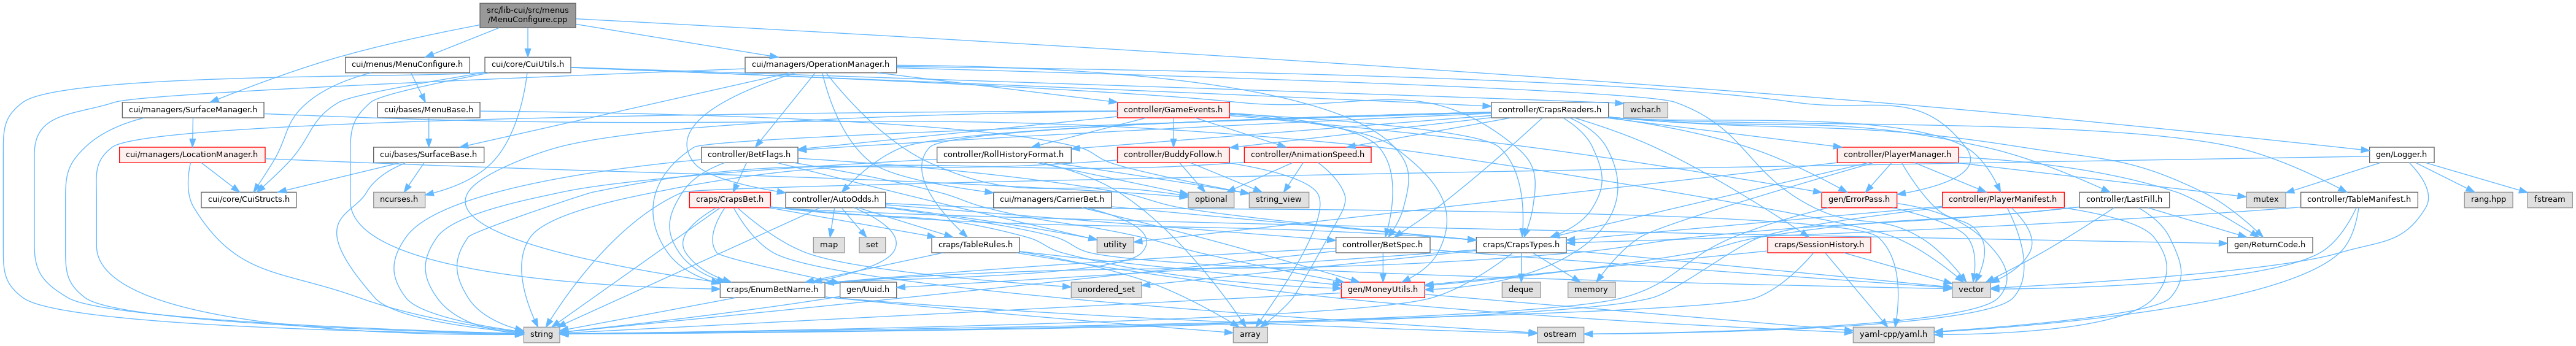 src/lib-cui/src/menus
/MenuConfigure.cpp
cui/menus/MenuConfigure.h
cui/core/CuiUtils.h
cui/managers/OperationManager.h
cui/managers/SurfaceManager.h
cui/bases/MenuBase.h
controller/GameEvents.h
controller/CrapsReaders.h
wchar.h
cui/managers/LocationManager.h
cui/bases/SurfaceBase.h
controller/BetFlags.h
controller/RollHistoryFormat.h
controller/BuddyFollow.h
controller/AnimationSpeed.h
controller/PlayerManager.h
gen/Logger.h
cui/core/CuiStructs.h
ncurses.h
craps/CrapsBet.h
controller/AutoOdds.h
cui/managers/CarrierBet.h
optional
string_view
gen/ErrorPass.h
controller/PlayerManifest.h
controller/LastFill.h
mutex
controller/TableManifest.h
rang.hpp
fstream
map
set
craps/TableRules.h
utility
controller/BetSpec.h
craps/CrapsTypes.h
craps/SessionHistory.h
gen/ReturnCode.h
craps/EnumBetName.h
gen/Uuid.h
unordered_set
gen/MoneyUtils.h
deque
memory
vector
string
array
ostream
yaml-cpp/yaml.h